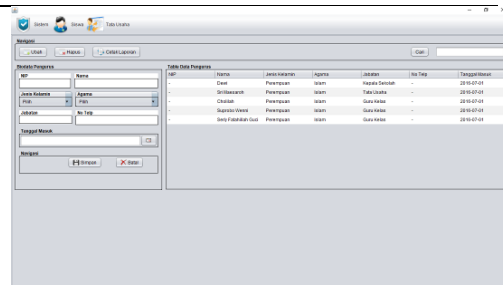 Sistem Siswa Tata Usaha
Navigasi
Ubah Hapus Cetak Laporan Cari
Biodata Pengurus Table Data Pengurus
NIP Nama NIP Nama Jenis Kelamin Agama Jabatan No Telp Tanggal Masuk
- Dewi Perempuan Islam Kepala Sekolah - 2016-07-01
Jenis Kelamin Agama - Sri Maesaroh Perempuan Islam Tata Usaha - 2016-07-01
Pilih Pilih - Cholilah Perempuan Islam Guru Kelas - 2016-07-01
Jabatan No Telp - Suprobo Weni Perempuan Islam Guru Kelas - 2016-07-01
- Perempuan Islam Guru Kelas - 2016-07-01
Tanggal Masuk
Navigasi
Simpan Batal